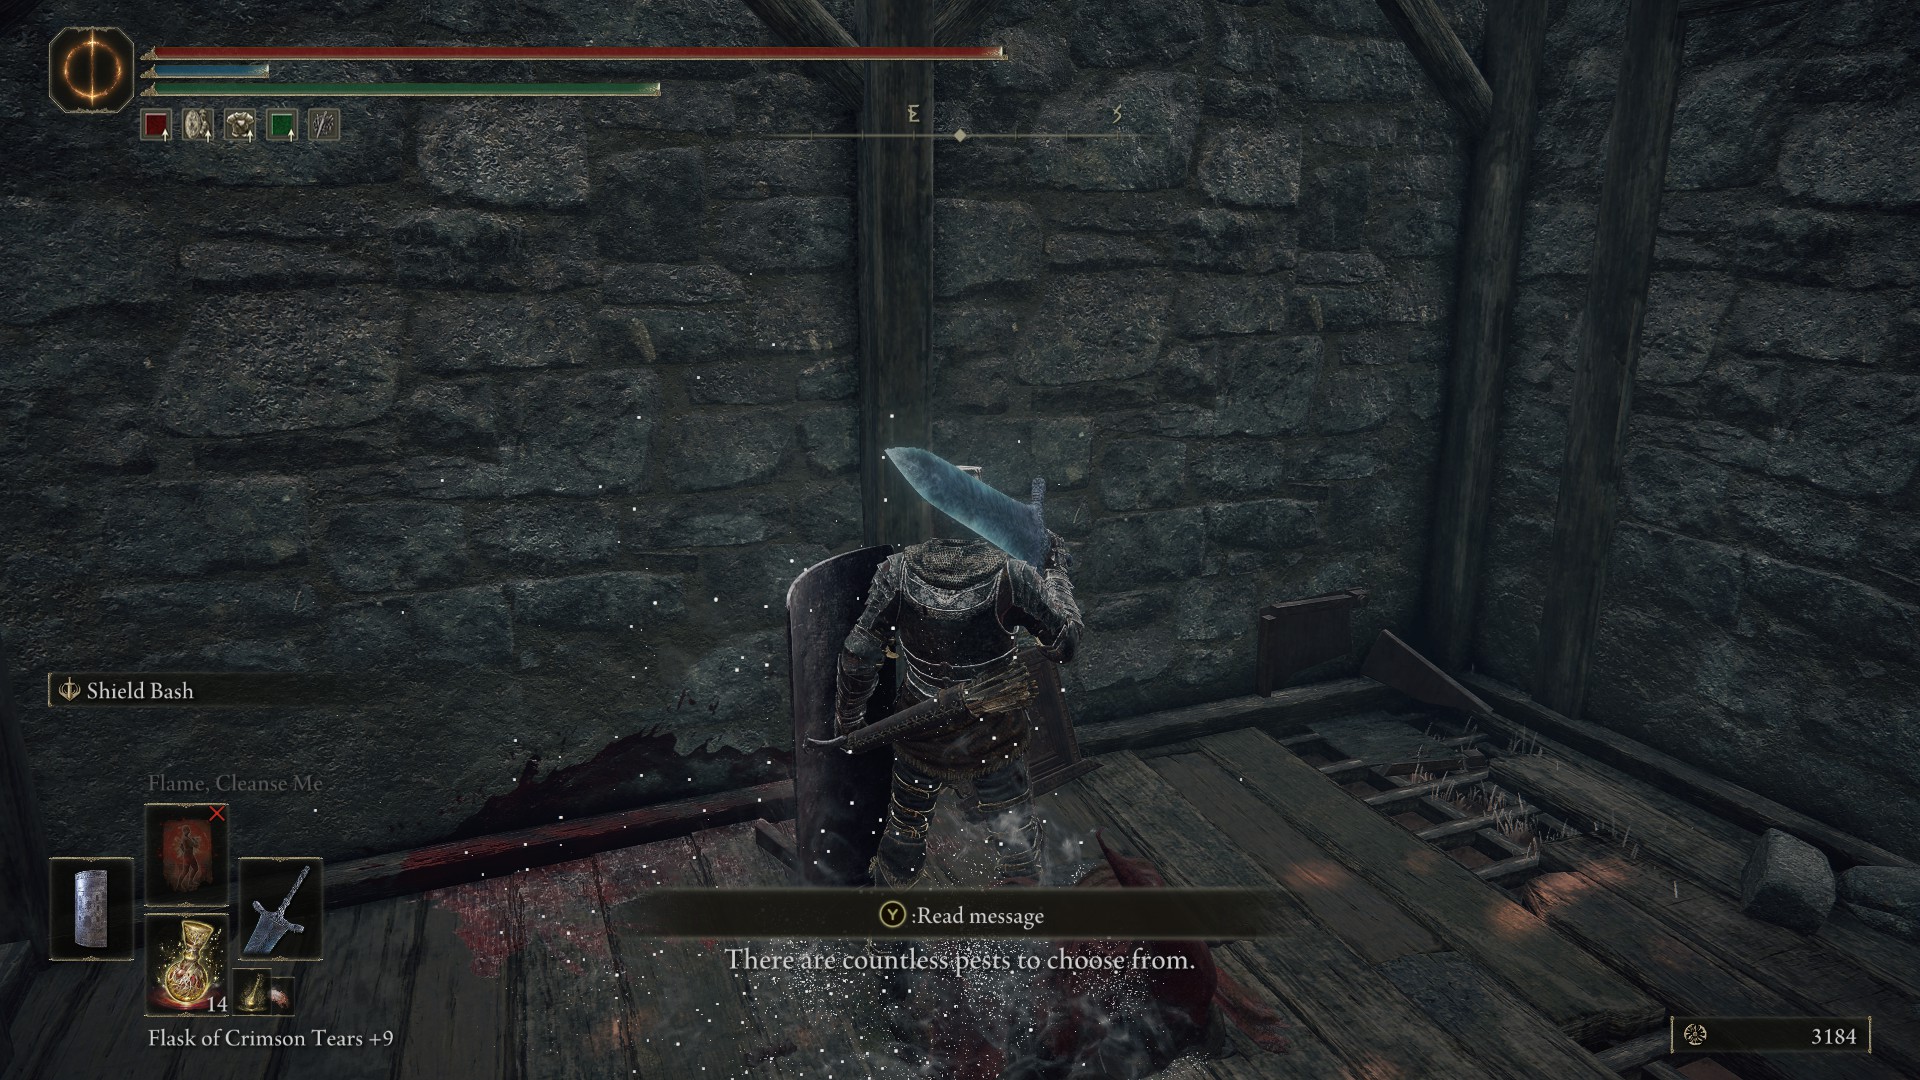 E S
Shield Bash
Flame, Cleanse Me
Y :Read message
There are countless pests to choose from.
14
Flask of Crimson Tears +9
3184